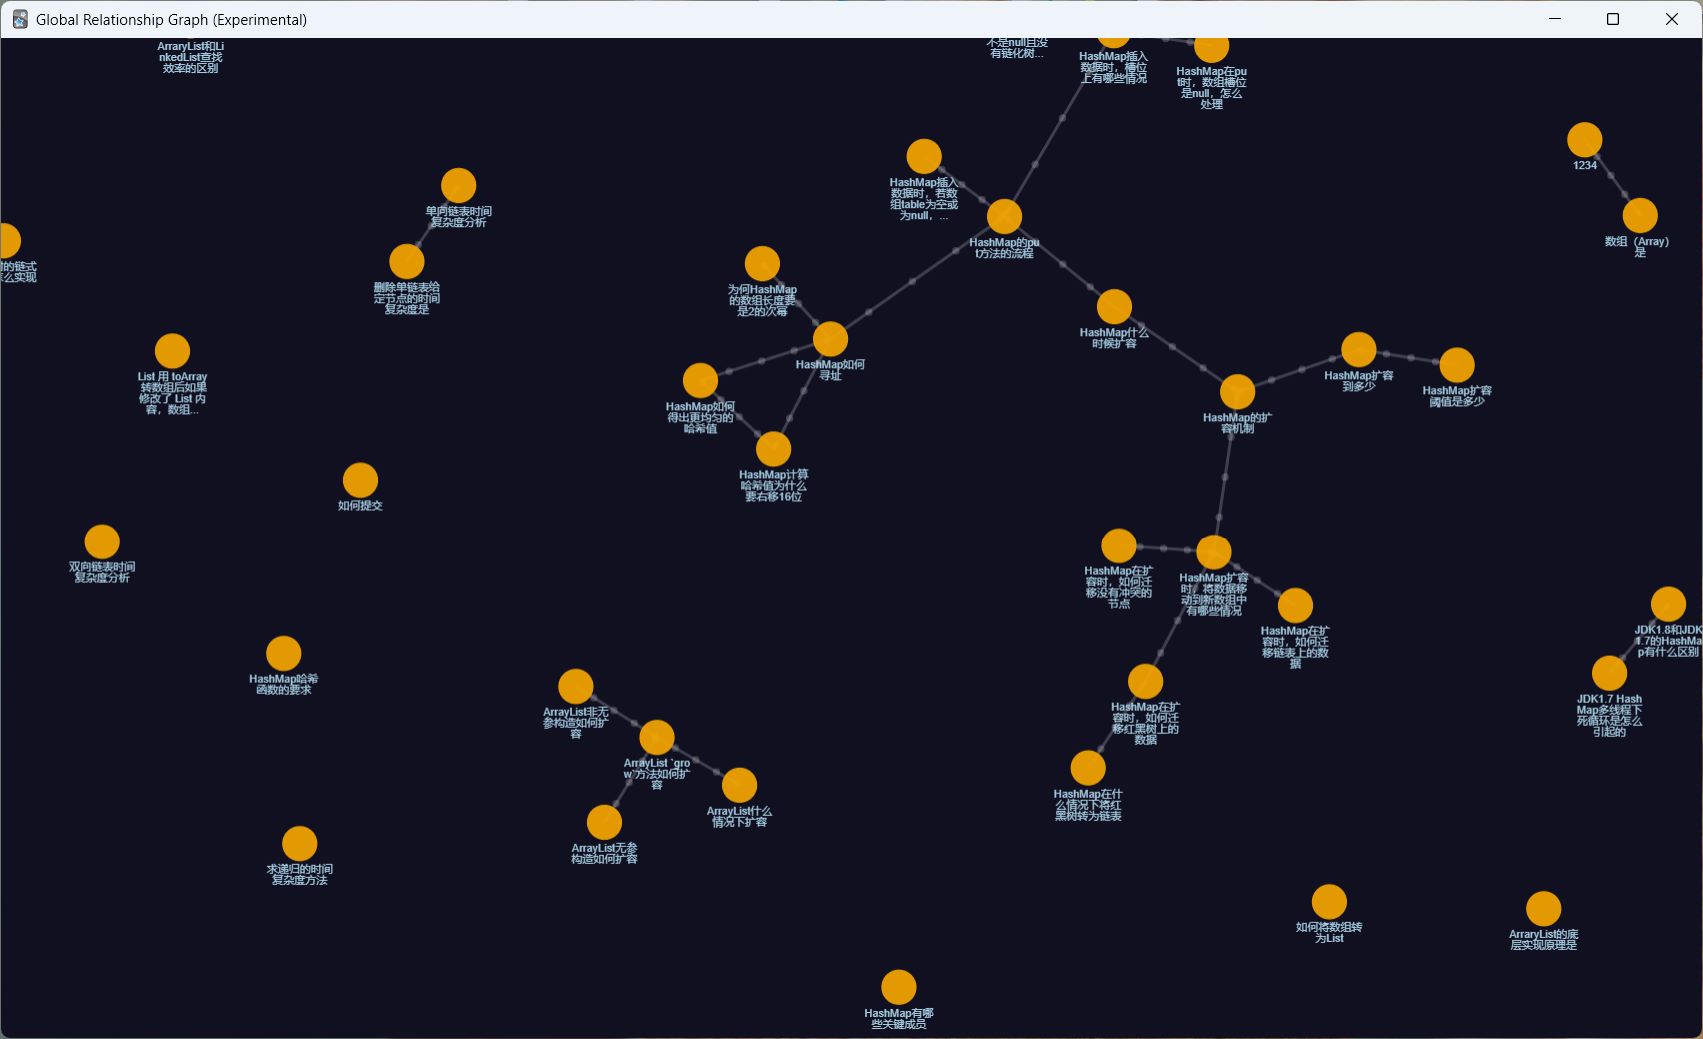 Global Relationship Graph (Experimental)
ArraryList和Li
nkedList查找
效率的区别
不是null且没
有链化树...
HashMap插入
数据时，槽位
上有哪些情况
HashMap在pu
t时，数组槽位
是null，怎么
处理
1234
数组（Array）
是
HashMap插入
数据时，若数
组table为空或
为null，...
HashMap的pu
t方法的流程
单向链表时间
复杂度分析
的链式
么实现
删除单链表给
定节点的时间
复杂度是
为何HashMap
的数组长度要
是2的次幂
HashMap什么
时候扩容
HashMap如何
寻址
List 用 toArray
转数组后如果
修改了 List 内
容，数组...
HashMap如何
得出更均匀的
哈希值
HashMap扩容
到多少
HashMap扩容
阈值是多少
HashMap的扩
容机制
HashMap计算
哈希值为什么
要右移16位
如何提交
双向链表时间
复杂度分析
HashMap在扩
容时，如何迁
移没有冲突的
节点
HashMap扩容
时，将数据移
动到新数组中
有哪些情况
HashMap在扩
容时，如何迁
移链表上的数
据
JDK1.8和JDK
1.7的HashMa
p有什么区别
HashMap哈希
函数的要求
ArrayList非无
参构造如何扩
容
JDK1.7 Hash
Map多线程下
死循环是怎么
引起的
HashMap在扩
容时，如何迁
移红黑树上的
数据
ArrayList `gro
w`方法如何扩
容
HashMap在什
么情况下将红
黑树转为链表
ArrayList什么
情况下扩容
ArrayList无参
构造如何扩容
求递归的时间
复杂度方法
如何将数组转
为List
ArraryList的底
层实现原理是
HashMap有哪
些关键成员